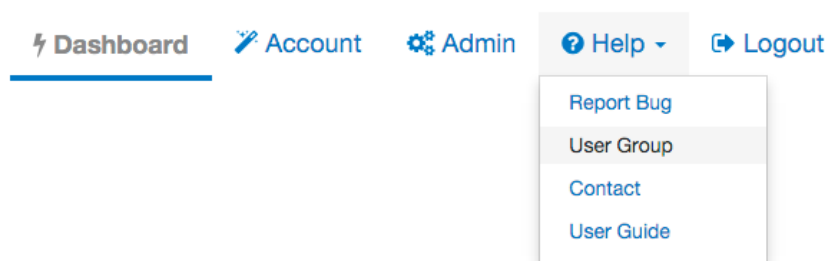 Dashboard Account Admin Help Logout
Report Bug
User Group
Contact
User Guide